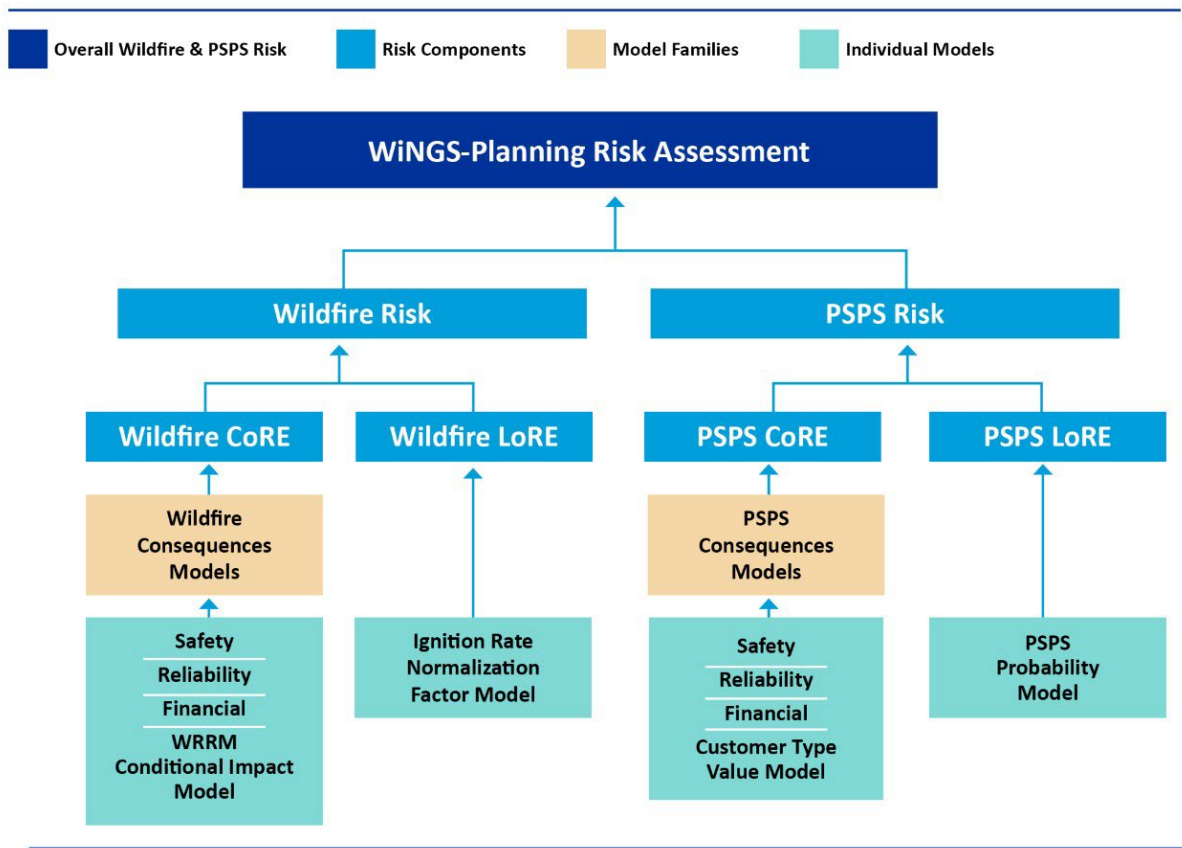 Overall Wildfire & PSPS Risk
Risk Components
Model Families
Individual Models
WiNGS-Planning Risk Assessment
Wildfire Risk
PSPS Risk
Wildfire CoRE
Wildfire LoRE
PSPS CoRE
PSPS LoRE
Wildfire
Consequences
Models
PSPS
Consequences
Models
Safety
Reliability
Financial
WRRM
Conditional Impact
Model
Ignition Rate
Normalization
Factor Model
Safety
Reliability
Financial
Customer Type
Value Model
PSPS
Probability
Model